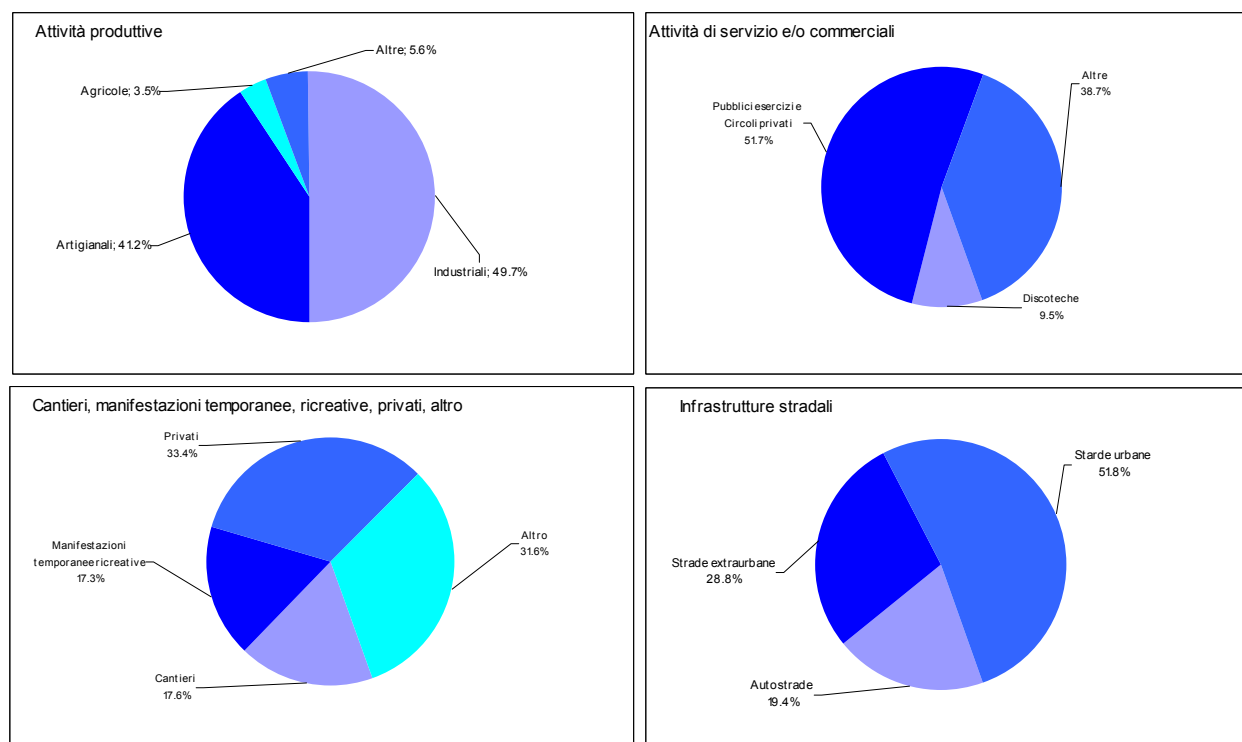 Attività produttive
Altre; 5.6%
Agricole; 3.5%
Artigianali; 41.2%
Industriali; 49.7%
Attività di servizio e/o commerciali
Pubblici esercizi e
Circoli privati
51.7%
Altre
38.7%
Discoteche
9.5%
Cantieri, manifestazioni temporanee, ricreative, privati, altro
Privati
33.4%
Manifestazioni
temporanee ricreative
17.3%
Altro
31.6%
Cantieri
17.6%
Infrastrutture stradali
Starde urbane
51.8%
Strade extraurbane
28.8%
Autostrade
19.4%